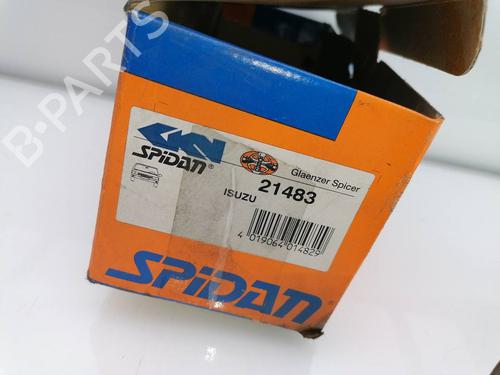 B-PARTS
GKN
SPiDAN®
Glaenzer Spicer
ISUZU 21483
4 019064 014829
SPiDAN